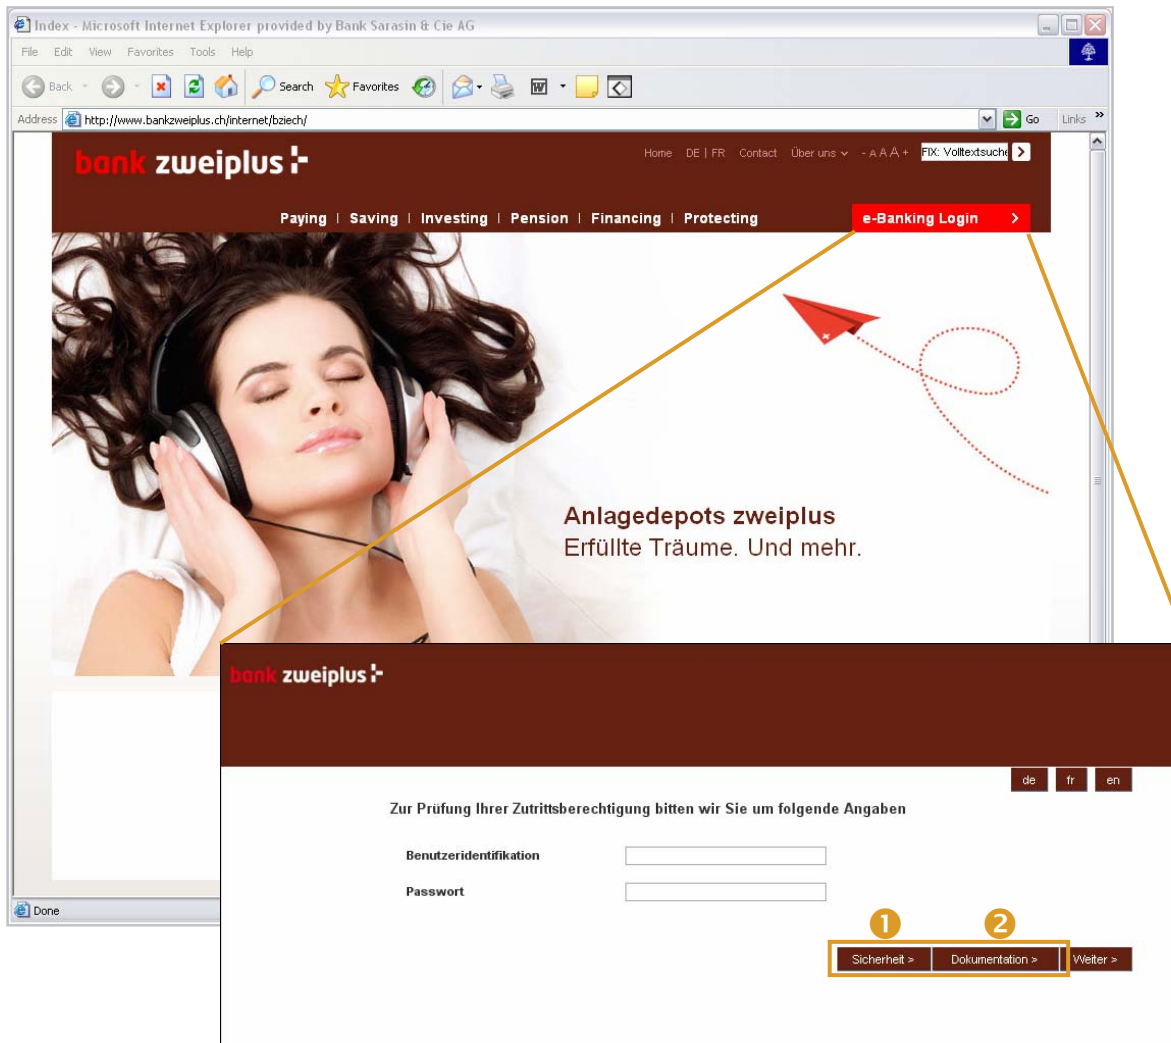 Index - Microsoft Internet Explorer provided by Bank Sarasin & Cie AG
File Edit View Favorites Tools Help
Back Search Favorites
Address http://www.bankzweiplus.ch/internet/bziech/ Go Links »
bank zweiplus
Home DE | FR Contact Über uns - A A A + FIX: Volltextsuche >
Paying | Saving | Investing | Pension | Financing | Protecting e-Banking Login >
Anlagedepots zweiplus
Erfüllte Träume. Und mehr.
bank zweiplus
de fr en
Zur Prüfung Ihrer Zutrittsberechtigung bitten wir Sie um folgende Angaben
Benutzeridentifikation
Passwort
Done
1 2
Sicherheit > Dokumentation > Weiter >